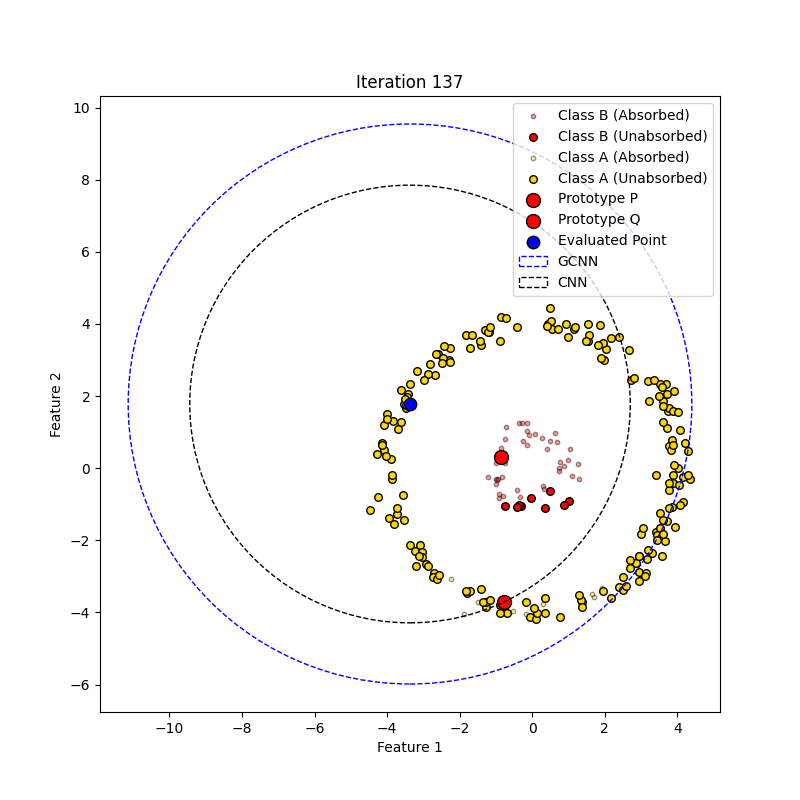 Iteration 137
Class B (Absorbed)
Class B (Unabsorbed)
Class A (Absorbed)
Class A (Unabsorbed)
Prototype P
Prototype Q
Evaluated Point
GCNN
CNN
10
8
6
4
2
0
−2
−4
−6
Feature 2
−10 −8 −6 −4 −2 0 2 4
Feature 1